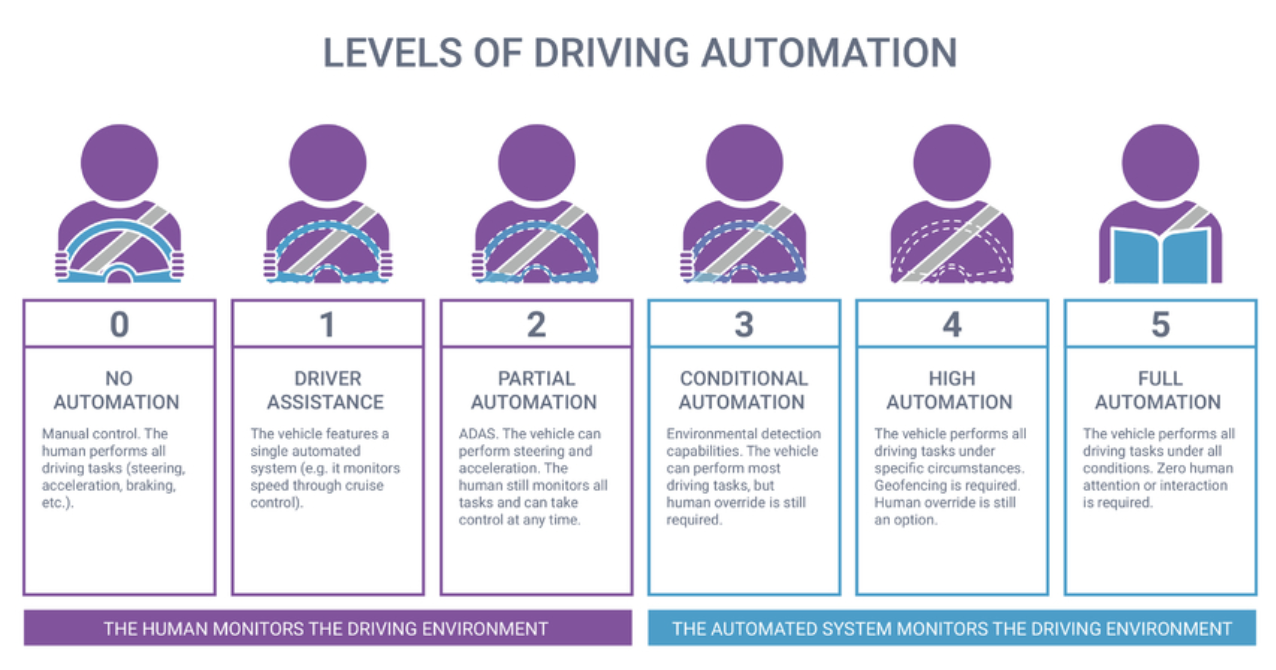 LEVELS OF DRIVING AUTOMATION
0
NO
AUTOMATION
Manual control. The
human performs all
driving tasks (steering,
acceleration, braking,
etc.).
1
DRIVER
ASSISTANCE
The vehicle features a
single automated
system (e.g. it monitors
speed through cruise
control).
2
PARTIAL
AUTOMATION
ADAS. The vehicle can
perform steering and
acceleration. The
human still monitors all
tasks and can take
control at any time.
3
CONDITIONAL
AUTOMATION
Environmental detection
capabilities. The vehicle
can perform most
driving tasks, but
human override is still
required.
4
HIGH
AUTOMATION
The vehicle performs all
driving tasks under
specific circumstances.
Geofencing is required.
Human override is still
an option.
5
FULL
AUTOMATION
The vehicle performs all
driving tasks under all
conditions. Zero human
attention or interaction
is required.
THE HUMAN MONITORS THE DRIVING ENVIRONMENT
THE AUTOMATED SYSTEM MONITORS THE DRIVING ENVIRONMENT